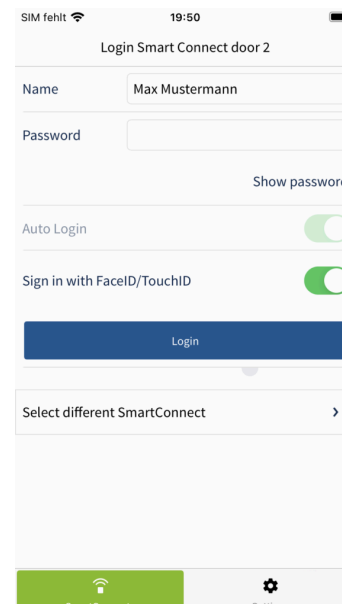 SIM fehlt 19:50
Login Smart Connect door 2
Name Max Mustermann
Password
Show passwor
Auto Login
Sign in with FaceID/TouchID
Login
Select different SmartConnect